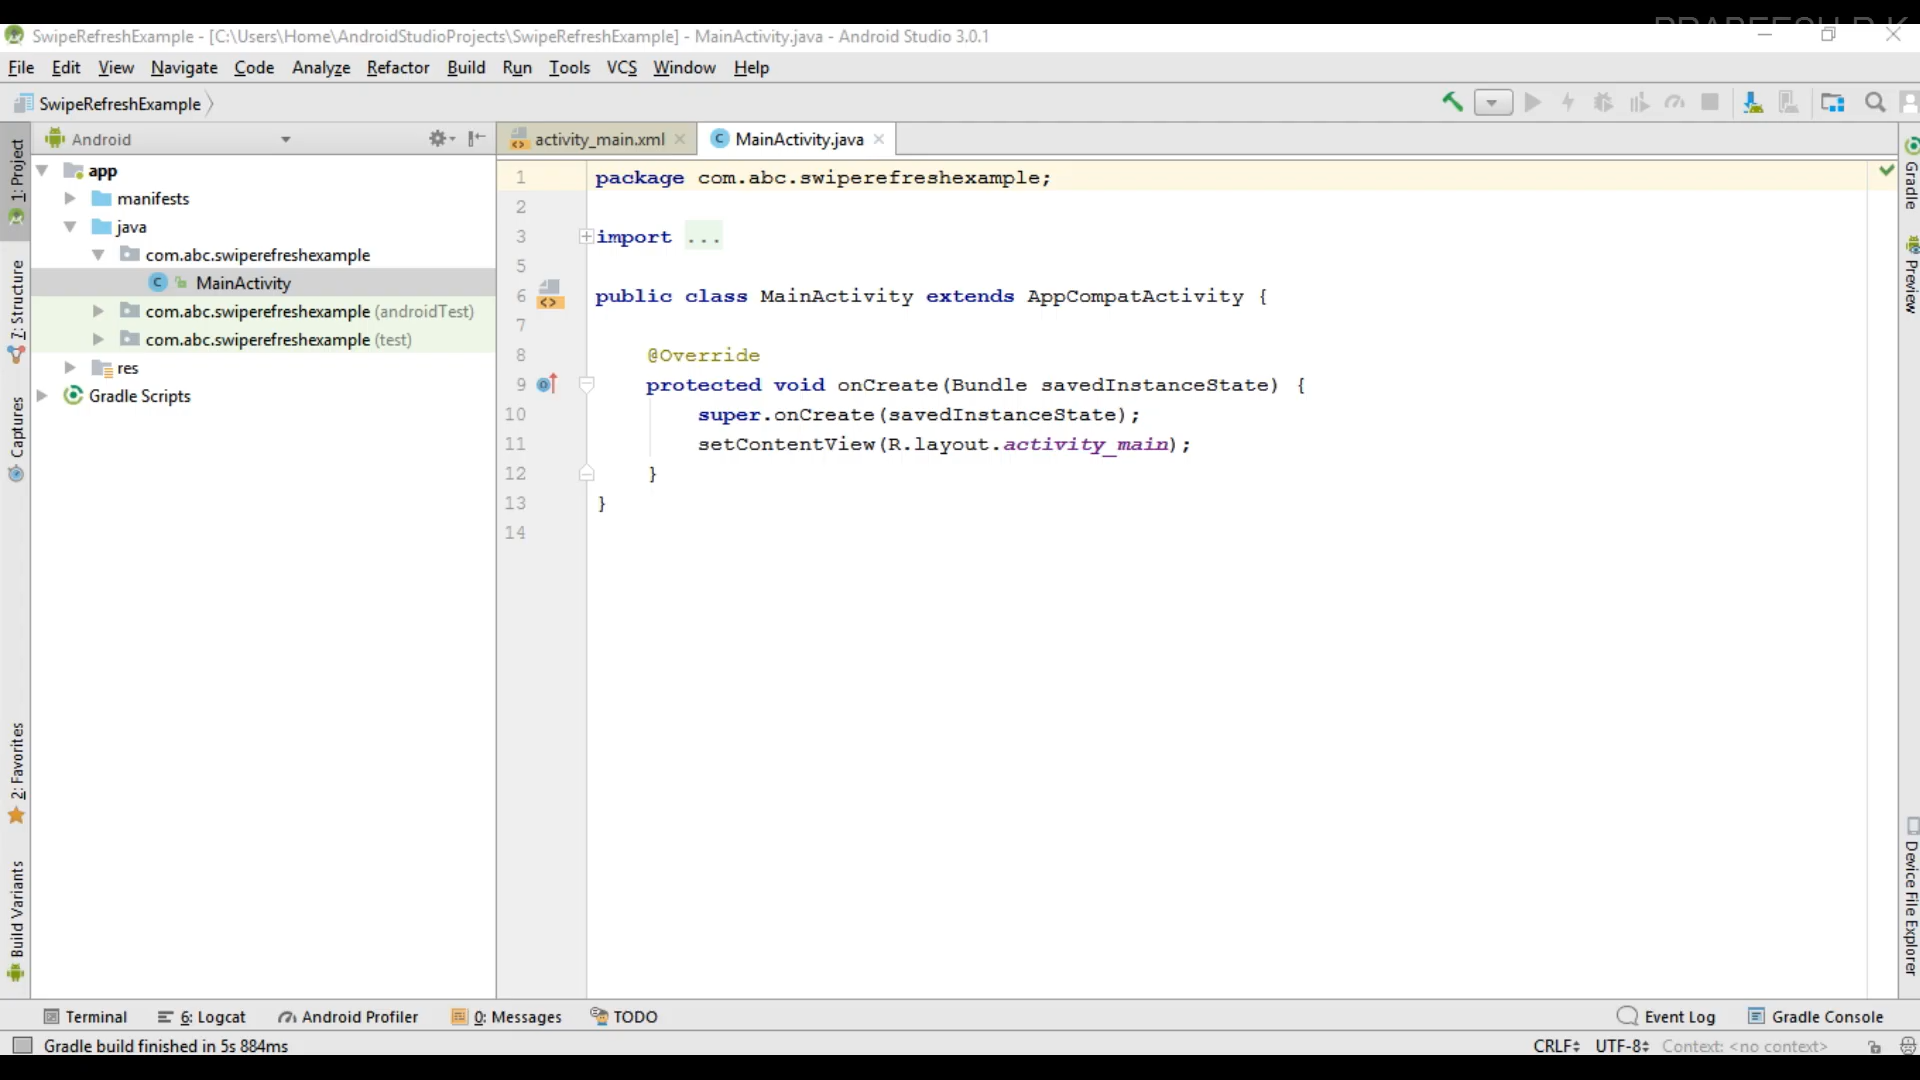 PRABEESH R K
SwipeRefreshExample - [C:\Users\Home\AndroidStudioProjects\SwipeRefreshExample] - MainActivity.java - Android Studio 3.0.1
File Edit View Navigate Code Analyze Refactor Build Run Tools VCS Window Help
SwipeRefreshExample
Android
activity_main.xml
MainActivity.java
1: Project
7: Structure
Captures
2: Favorites
Build Variants
app
manifests
java
com.abc.swiperefreshexample
MainActivity
com.abc.swiperefreshexample (androidTest)
com.abc.swiperefreshexample (test)
res
Gradle Scripts
1 package com.abc.swiperefreshexample;
2
3 import ...
5
6 public class MainActivity extends AppCompatActivity {
7
8 @Override
9 protected void onCreate(Bundle savedInstanceState) {
10 super.onCreate(savedInstanceState);
11 setContentView(R.layout.activity_main);
12 }
13 }
14
Gradle
Preview
Device File Explorer
Terminal 6: Logcat Android Profiler 0: Messages TODO Event Log Gradle Console
Gradle build finished in 5s 884ms CRLF UTF-8 Context: <no context>